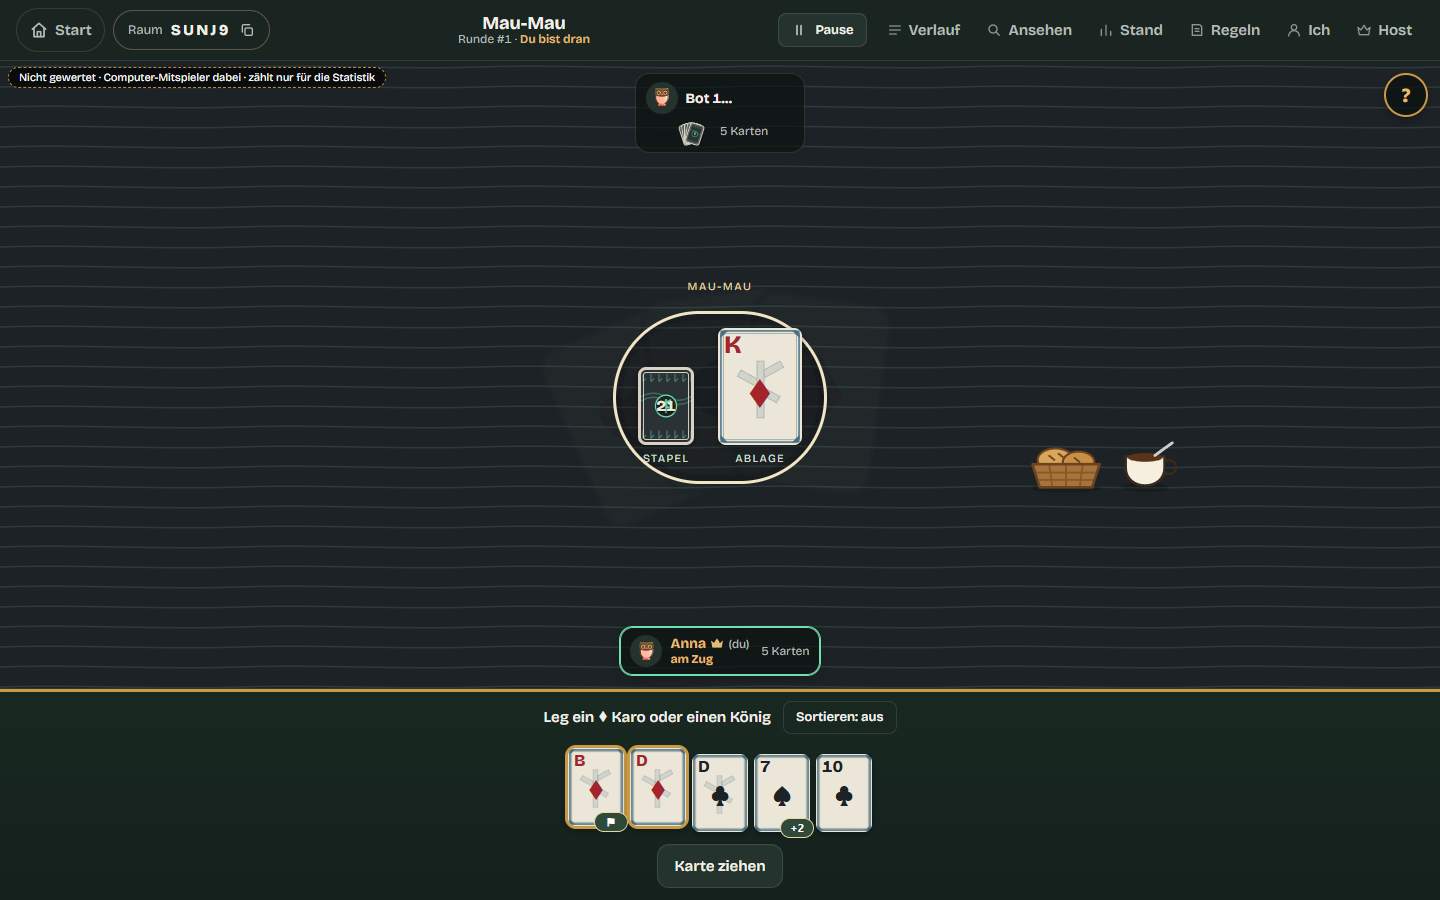 Start
Raum SUNJ9
Mau-Mau
Runde #1 · Du bist dran
Pause
Verlauf
Ansehen
Stand
Regeln
Ich
Host
Nicht gewertet · Computer-Mitspieler dabei · zählt nur für die Statistik
?
Bot 1...
5 Karten
MAU-MAU
K
21
STAPEL
ABLAGE
Anna (du)
am Zug
5 Karten
Leg ein ♦ Karo oder einen König
Sortieren: aus
B
D
D
7
10
+2
Karte ziehen